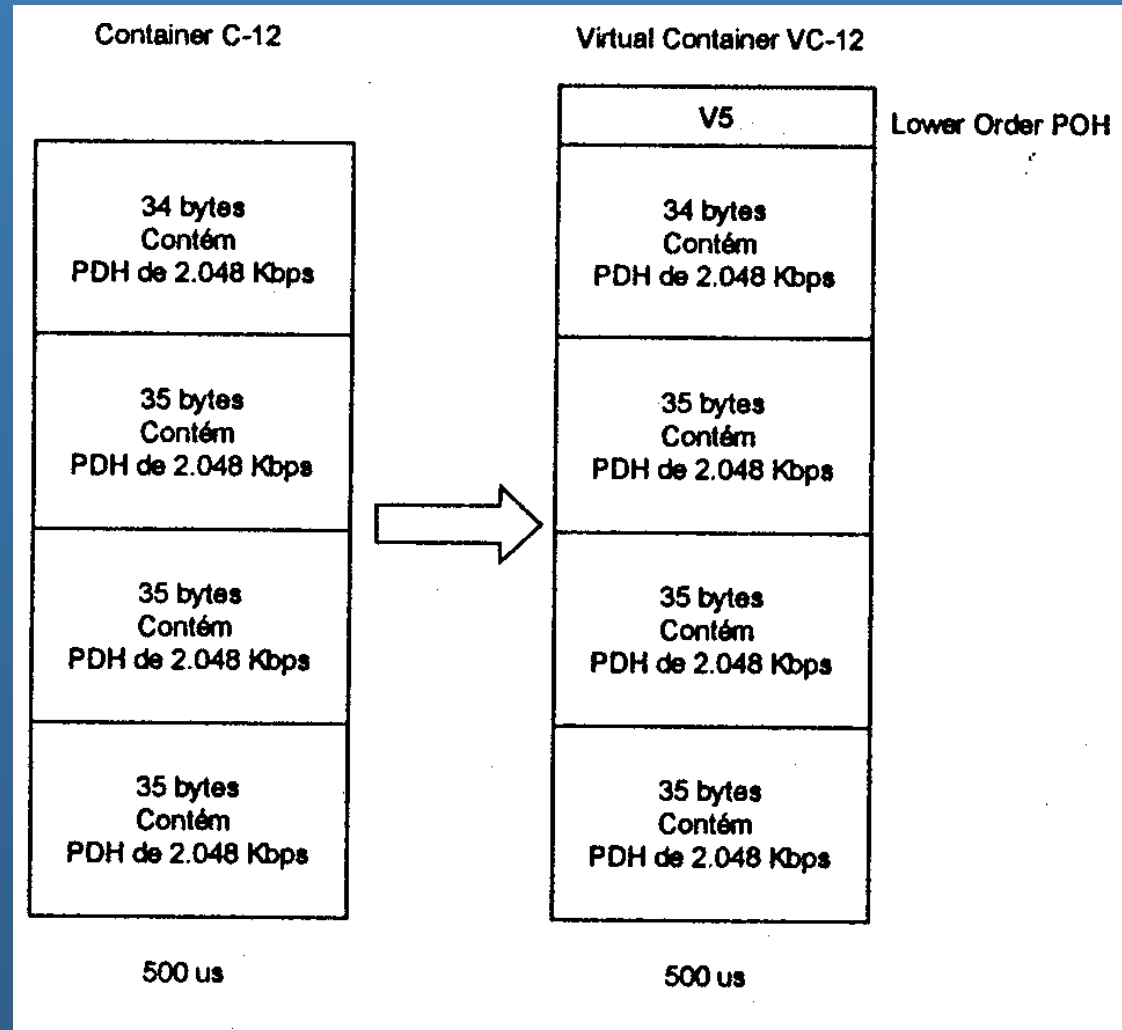 Container C-12
34 bytes
Contém
PDH de 2.048 Kbps
35 bytes
Contém
PDH de 2.048 Kbps
35 bytes
Contém
PDH de 2.048 Kbps
35 bytes
Contém
PDH de 2.048 Kbps
500 us
Virtual Container VC-12
V5
Lower Order POH
34 bytes
Contém
PDH de 2.048 Kbps
35 bytes
Contém
PDH de 2.048 Kbps
35 bytes
Contém
PDH de 2.048 Kbps
35 bytes
Contém
PDH de 2.048 Kbps
500 us